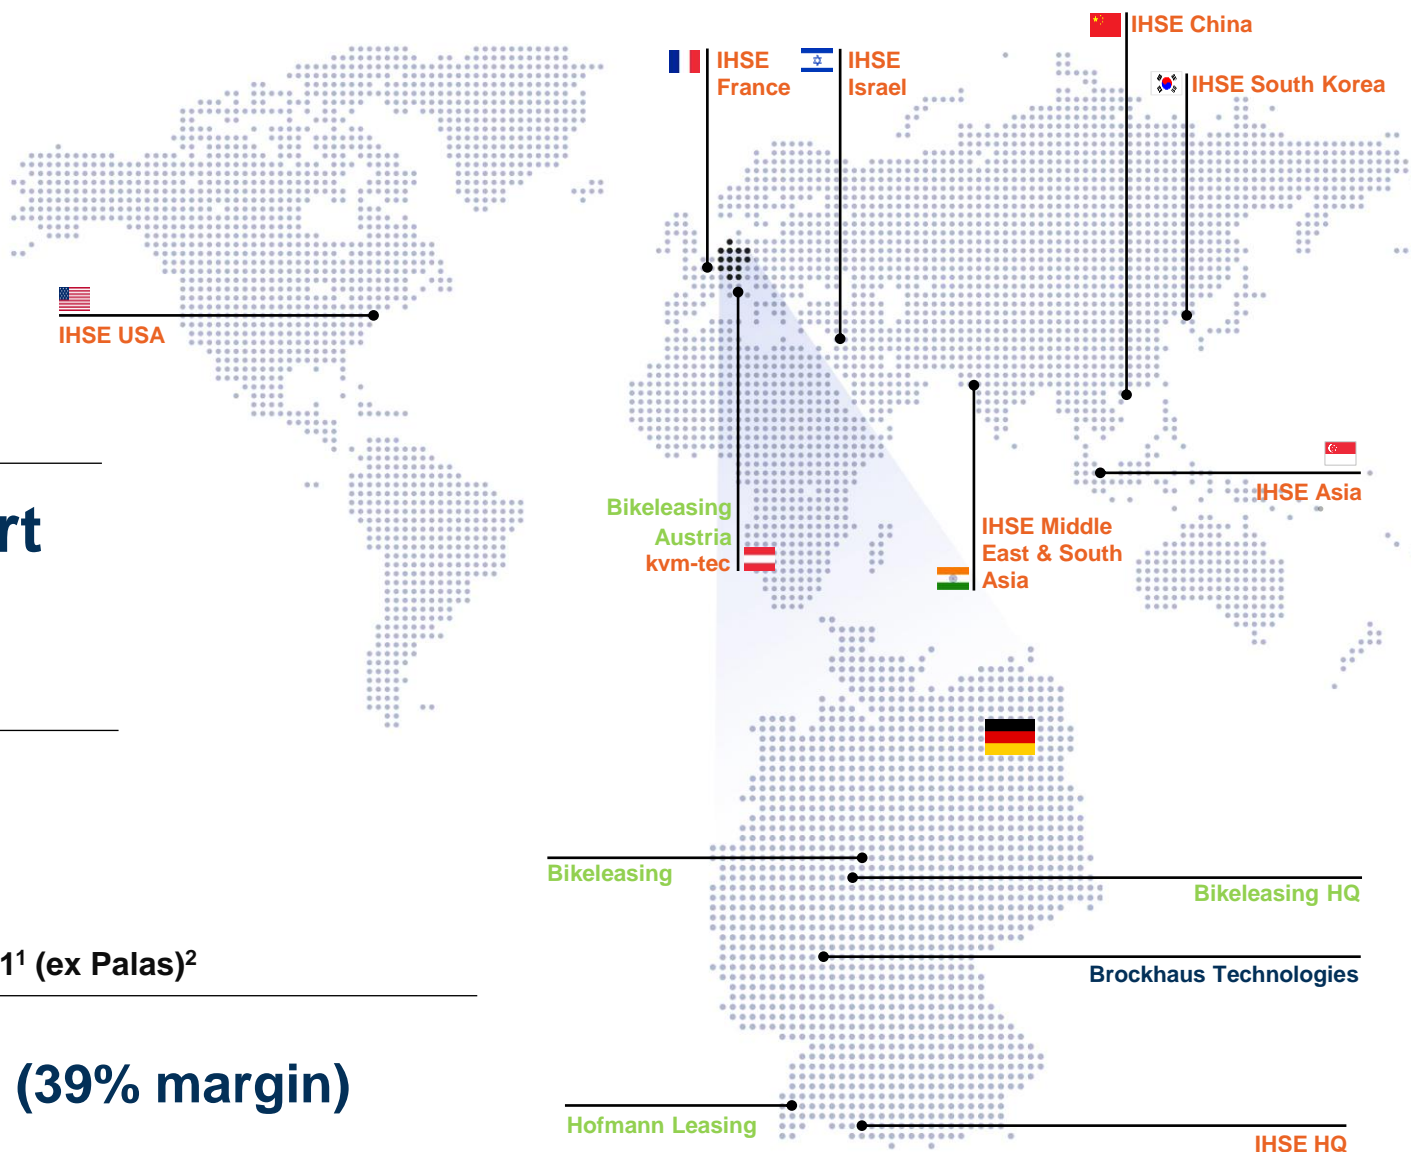 IHSE China
IHSE
France
IHSE
Israel
IHSE South Korea
IHSE USA
IHSE Asia
Bikeleasing
Austria
kvm-tec
IHSE Middle
East & South
Asia
rt
Bikeleasing
Bikeleasing HQ
1¹ (ex Palas)²
Brockhaus Technologies
(39% margin)
Hofmann Leasing
IHSE HQ